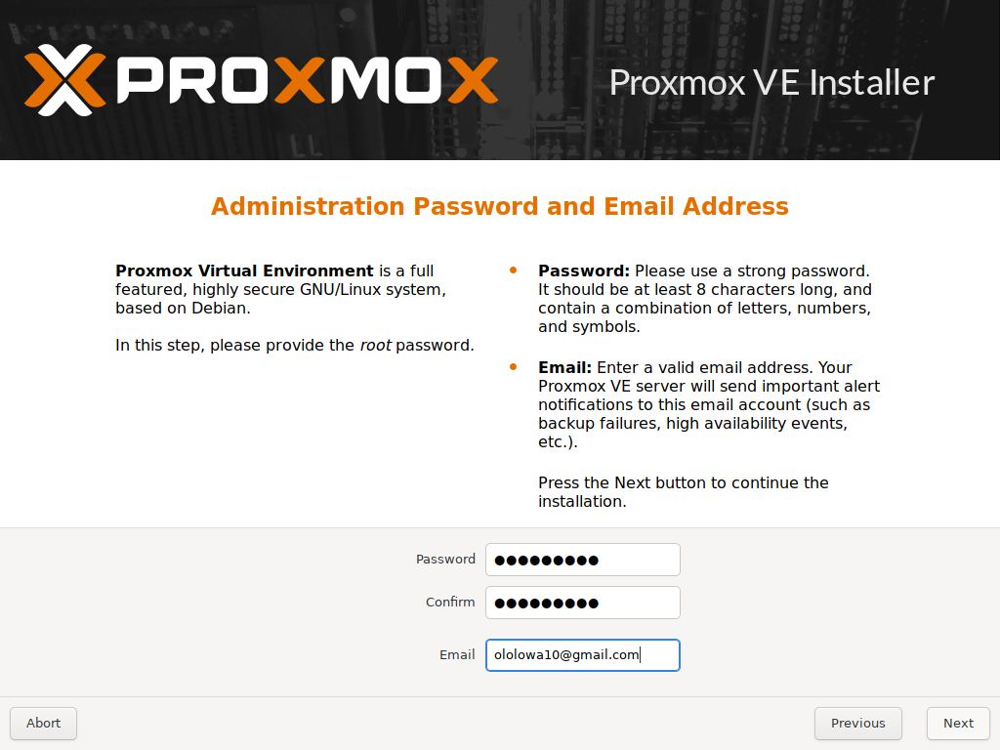 PROXMOX
Proxmox VE Installer
Administration Password and Email Address
Proxmox Virtual Environment is a full
featured, highly secure GNU/Linux system,
based on Debian.
In this step, please provide the root password.
• Password: Please use a strong password.
It should be at least 8 characters long, and
contain a combination of letters, numbers,
and symbols.
• Email: Enter a valid email address. Your
Proxmox VE server will send important alert
notifications to this email account (such as
backup failures, high availability events,
etc.).
Press the Next button to continue the
installation.
Password ●●●●●●●●●
Confirm ●●●●●●●●●
Email ololowa10@gmail.com
Abort
Previous
Next